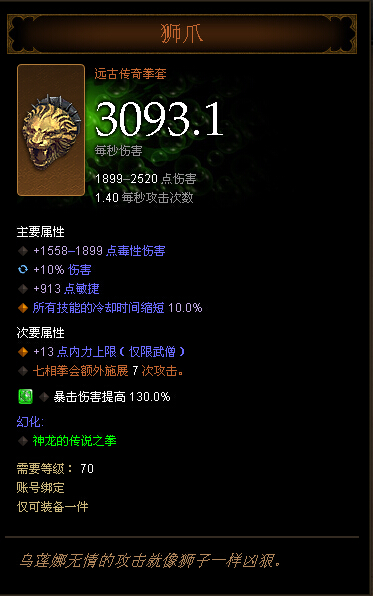 狮爪
远古传奇拳套
3093.1
每秒伤害
1899–2520 点伤害
1.40 每秒攻击次数
主要属性
+1558–1899 点毒性伤害
+10% 伤害
+913 点敏捷
所有技能的冷却时间缩短 10.0%
次要属性
+13 点内力上限（仅限武僧）
七相拳会额外施展 7 次攻击。
暴击伤害提高 130.0%
幻化:
神龙的传说之拳
需要等级： 70
账号绑定
仅可装备一件
乌莲娜无情的攻击就像狮子一样凶狠。